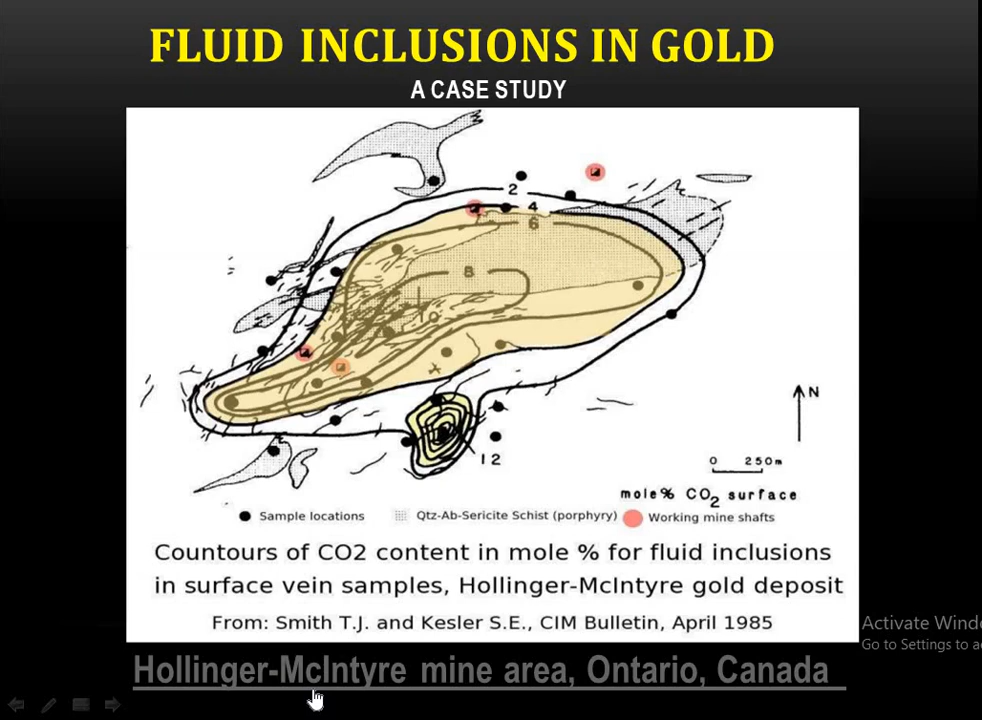 FLUID INCLUSIONS IN GOLD
A CASE STUDY
2
4
6
8
12
N
0 250m
mole% CO2 surface
Sample locations Qtz-Ab-Sericite Schist (porphyry) Working mine shafts
Countours of CO2 content in mole % for fluid inclusions
in surface vein samples, Hollinger-McIntyre gold deposit
From: Smith T.J. and Kesler S.E., CIM Bulletin, April 1985
Activate Windo
Go to Settings to a
Hollinger-McIntyre mine area, Ontario, Canada